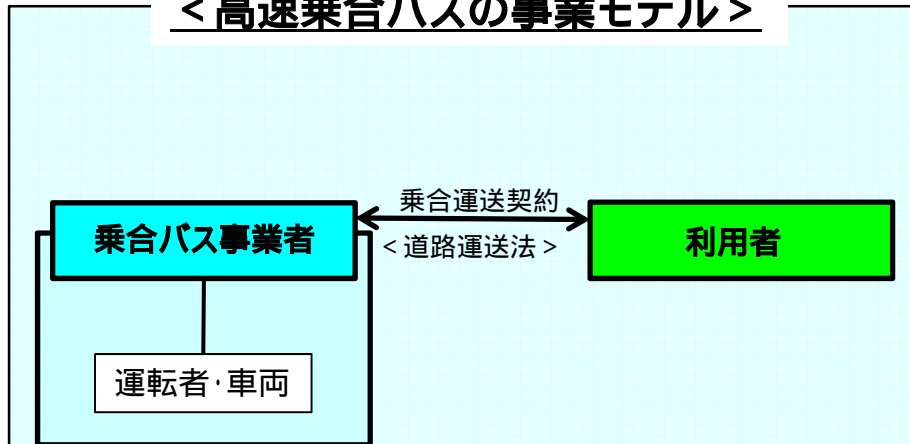 ＜高速乗合バスの事業モデル＞
乗合運送契約
乗合バス事業者
＜道路運送法＞
利用者
運転者・車両